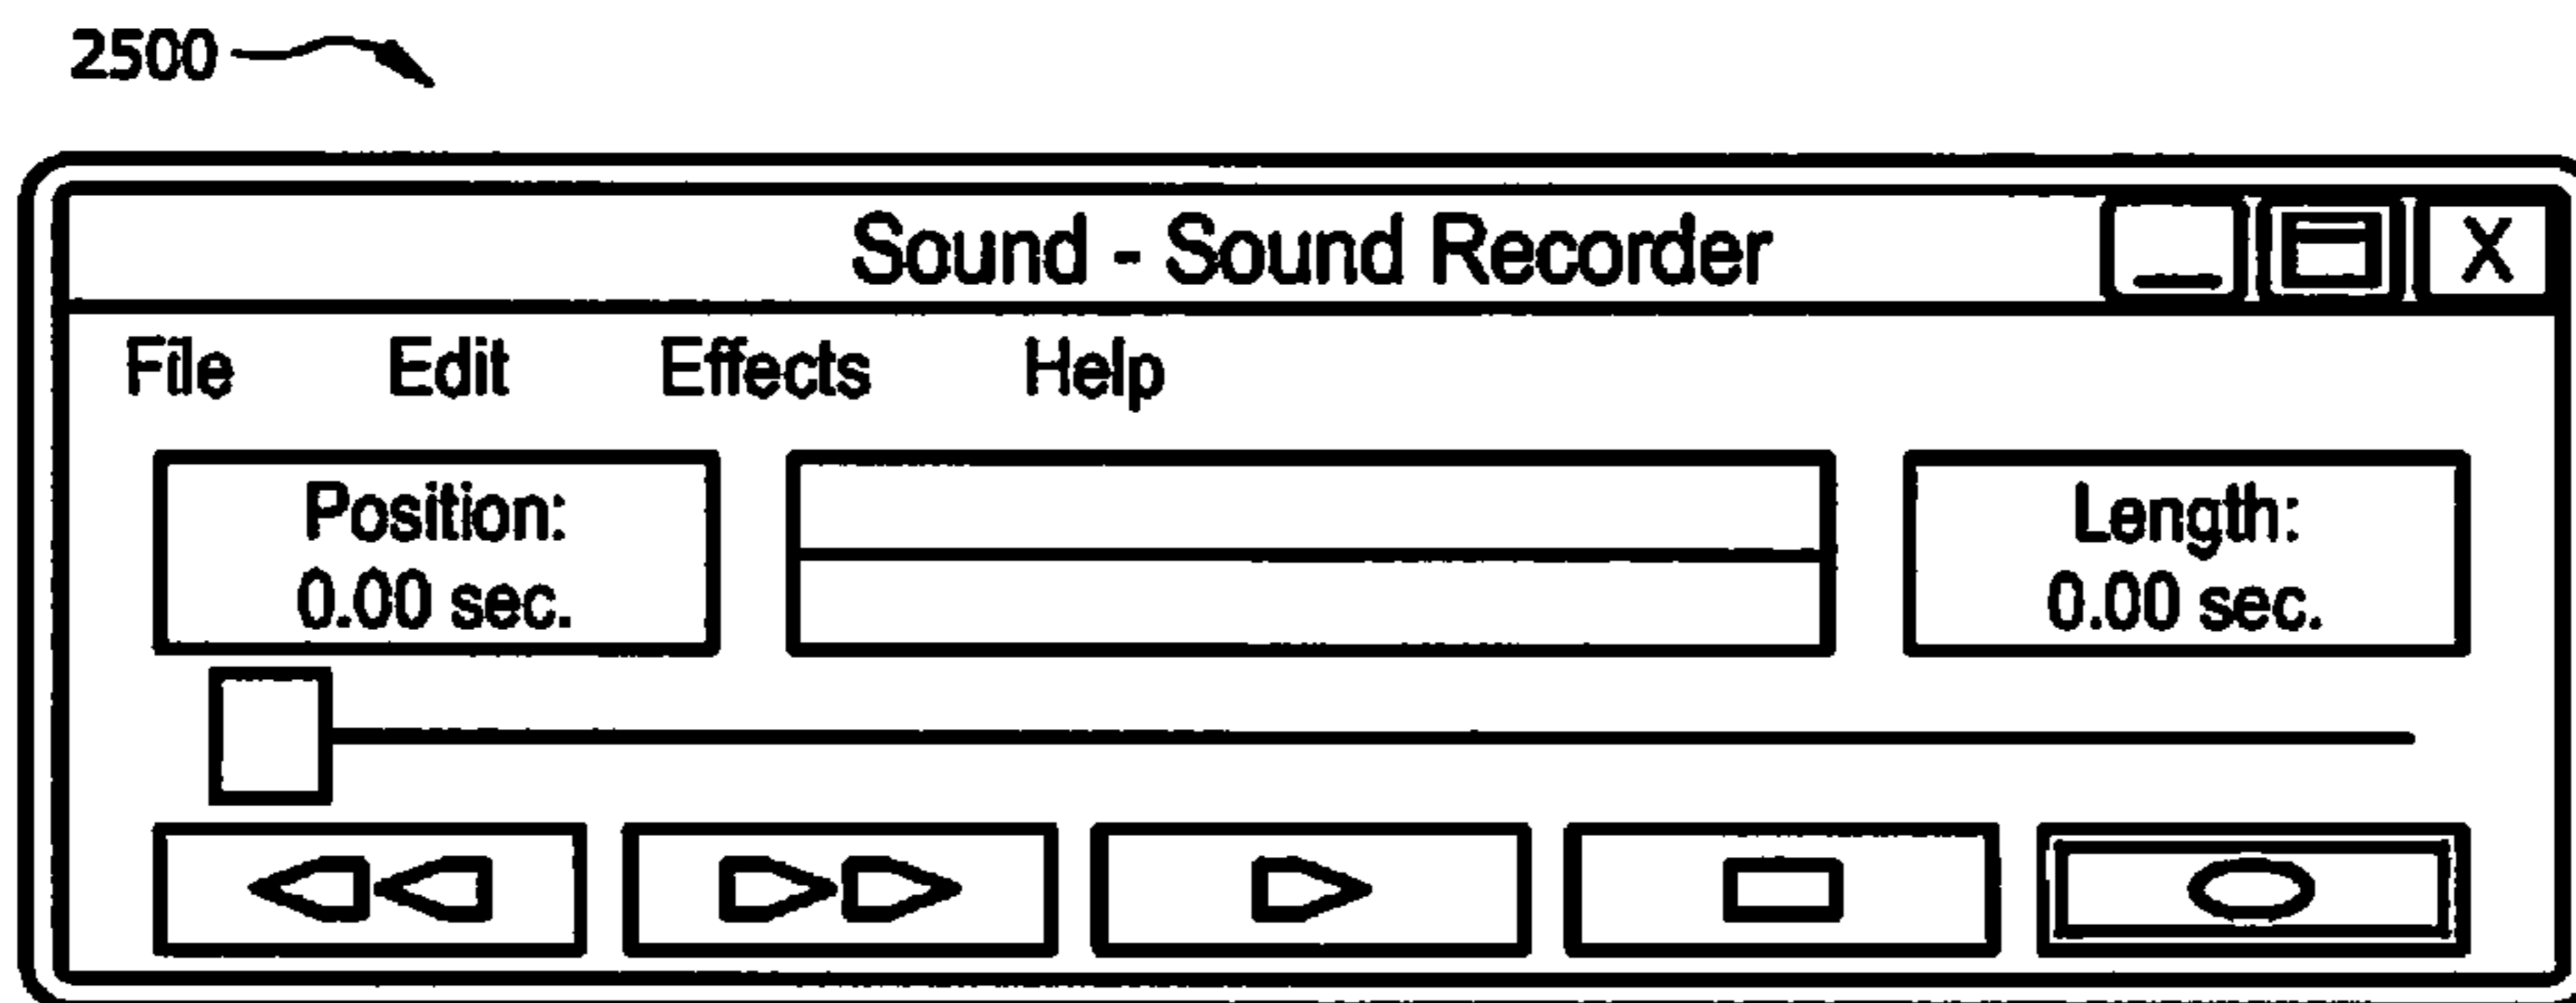 2500
Sound - Sound Recorder
X
File Edit Effects Help
Position:
0.00 sec.
Length:
0.00 sec.